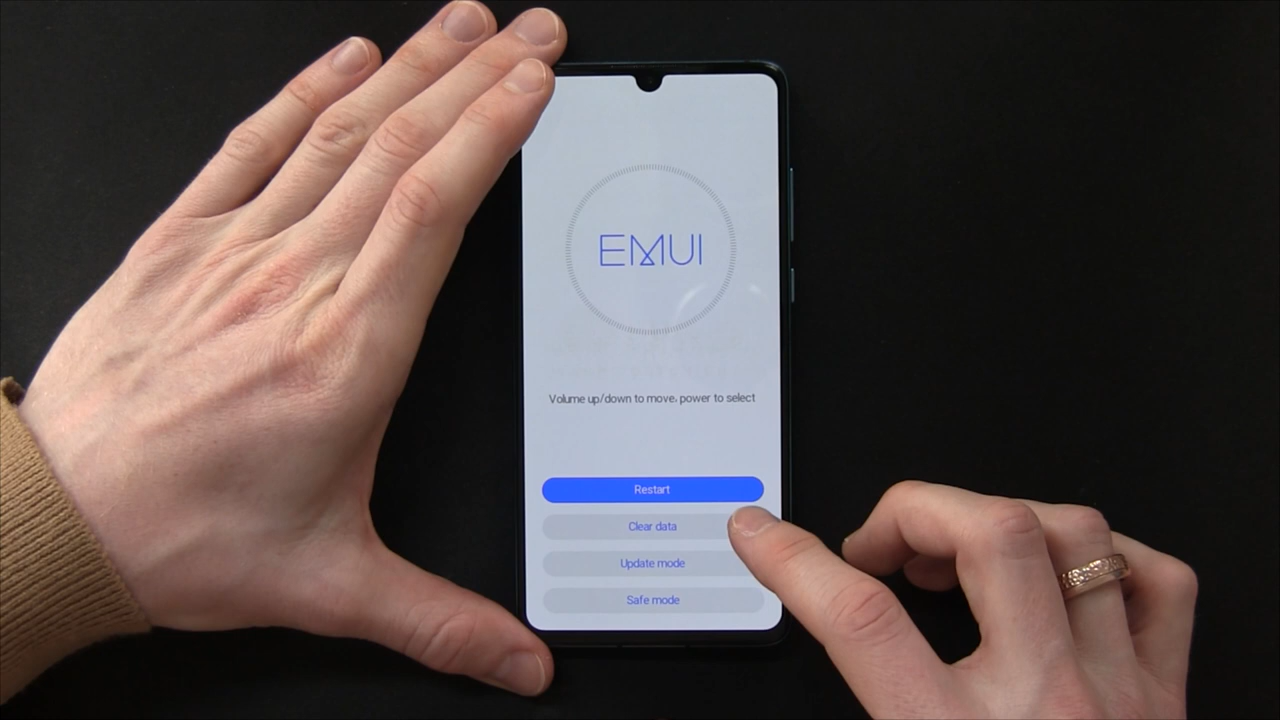 EMUI
Volume up/down to move, power to select
Restart
Clear data
Update mode
Safe mode